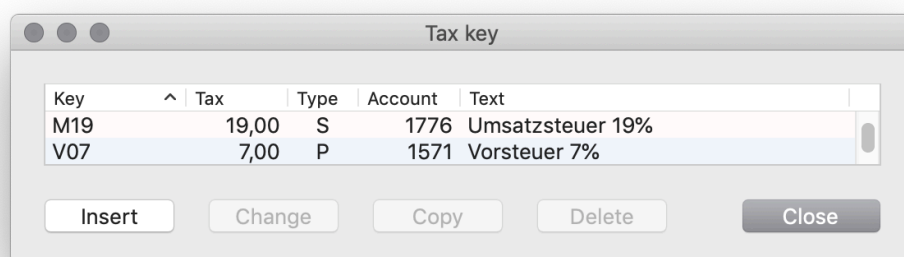 Tax key
Key Tax Type Account Text
M19 19,00 S 1776 Umsatzsteuer 19%
V07 7,00 P 1571 Vorsteuer 7%
Insert Change Copy Delete Close